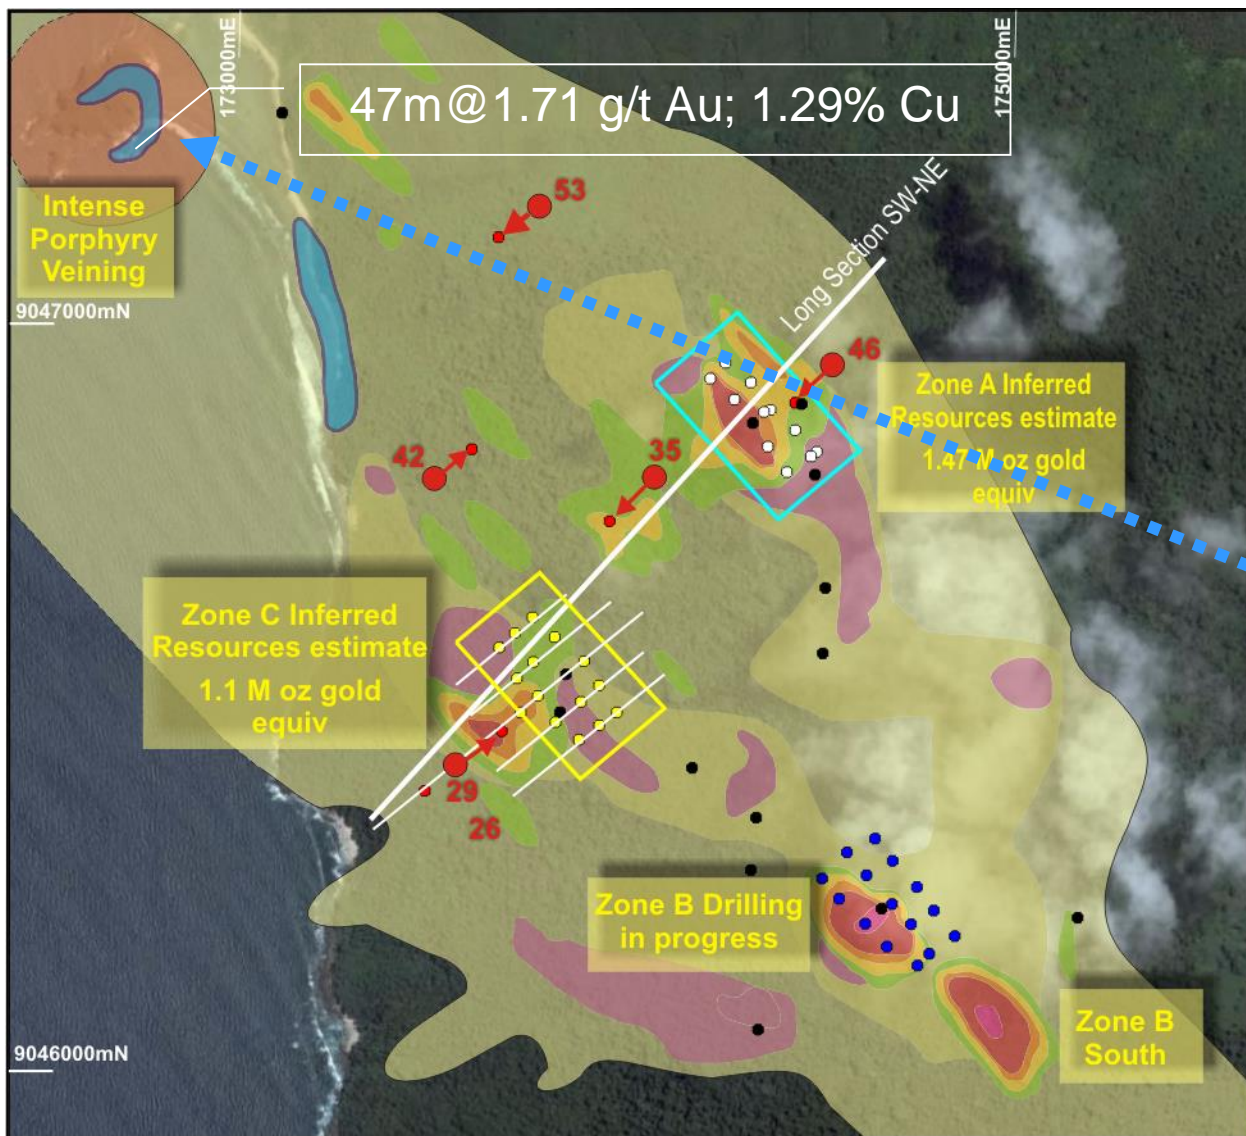 173000mE
175000mE
47m@1.71 g/t Au; 1.29% Cu
Intense
Porphyry
Veining
53
Long Section SW-NE
9047000mN
46
Zone A Inferred
Resources estimate
1.47 M oz gold
equiv
42
35
Zone C Inferred
Resources estimate
1.1 M oz gold
equiv
29
26
Zone B Drilling
in progress
Zone B
South
9046000mN